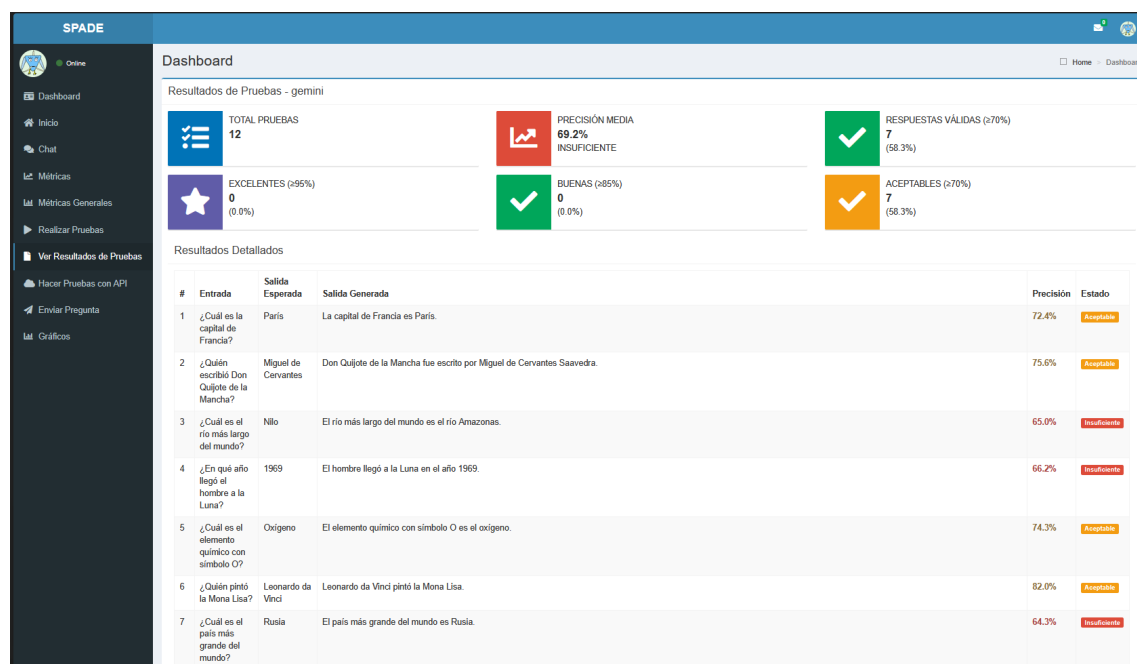 SPADE
0
Online
Dashboard
Home > Dashboar
Dashboard
Inicio
Chat
Métricas
Métricas Generales
Realizar Pruebas
Ver Resultados de Pruebas
Hacer Pruebas con API
Enviar Pregunta
Gráficos
Resultados de Pruebas - gemini
TOTAL PRUEBAS
12
PRECISIÓN MEDIA
69.2%
INSUFICIENTE
RESPUESTAS VÁLIDAS (≥70%)
7
(58.3%)
EXCELENTES (≥95%)
0
(0.0%)
BUENAS (≥85%)
0
(0.0%)
ACEPTABLES (≥70%)
7
(58.3%)
Resultados Detallados
# Entrada Salida Esperada Salida Generada Precisión Estado
1 ¿Cuál es la capital de Francia? París La capital de Francia es París. 72.4% Aceptable
2 ¿Quién escribió Don Quijote de la Mancha? Miguel de Cervantes Don Quijote de la Mancha fue escrito por Miguel de Cervantes Saavedra. 75.6% Aceptable
3 ¿Cuál es el río más largo del mundo? Nilo El río más largo del mundo es el río Amazonas. 65.0% Insuficiente
4 ¿En qué año llegó el hombre a la Luna? 1969 El hombre llegó a la Luna en el año 1969. 66.2% Insuficiente
5 ¿Cuál es el elemento químico con símbolo O? Oxígeno El elemento químico con símbolo O es el oxígeno. 74.3% Aceptable
6 ¿Quién pintó la Mona Lisa? Leonardo da Vinci Leonardo da Vinci pintó la Mona Lisa. 82.0% Aceptable
7 ¿Cuál es el país más grande del mundo? Rusia El país más grande del mundo es Rusia. 64.3% Insuficiente